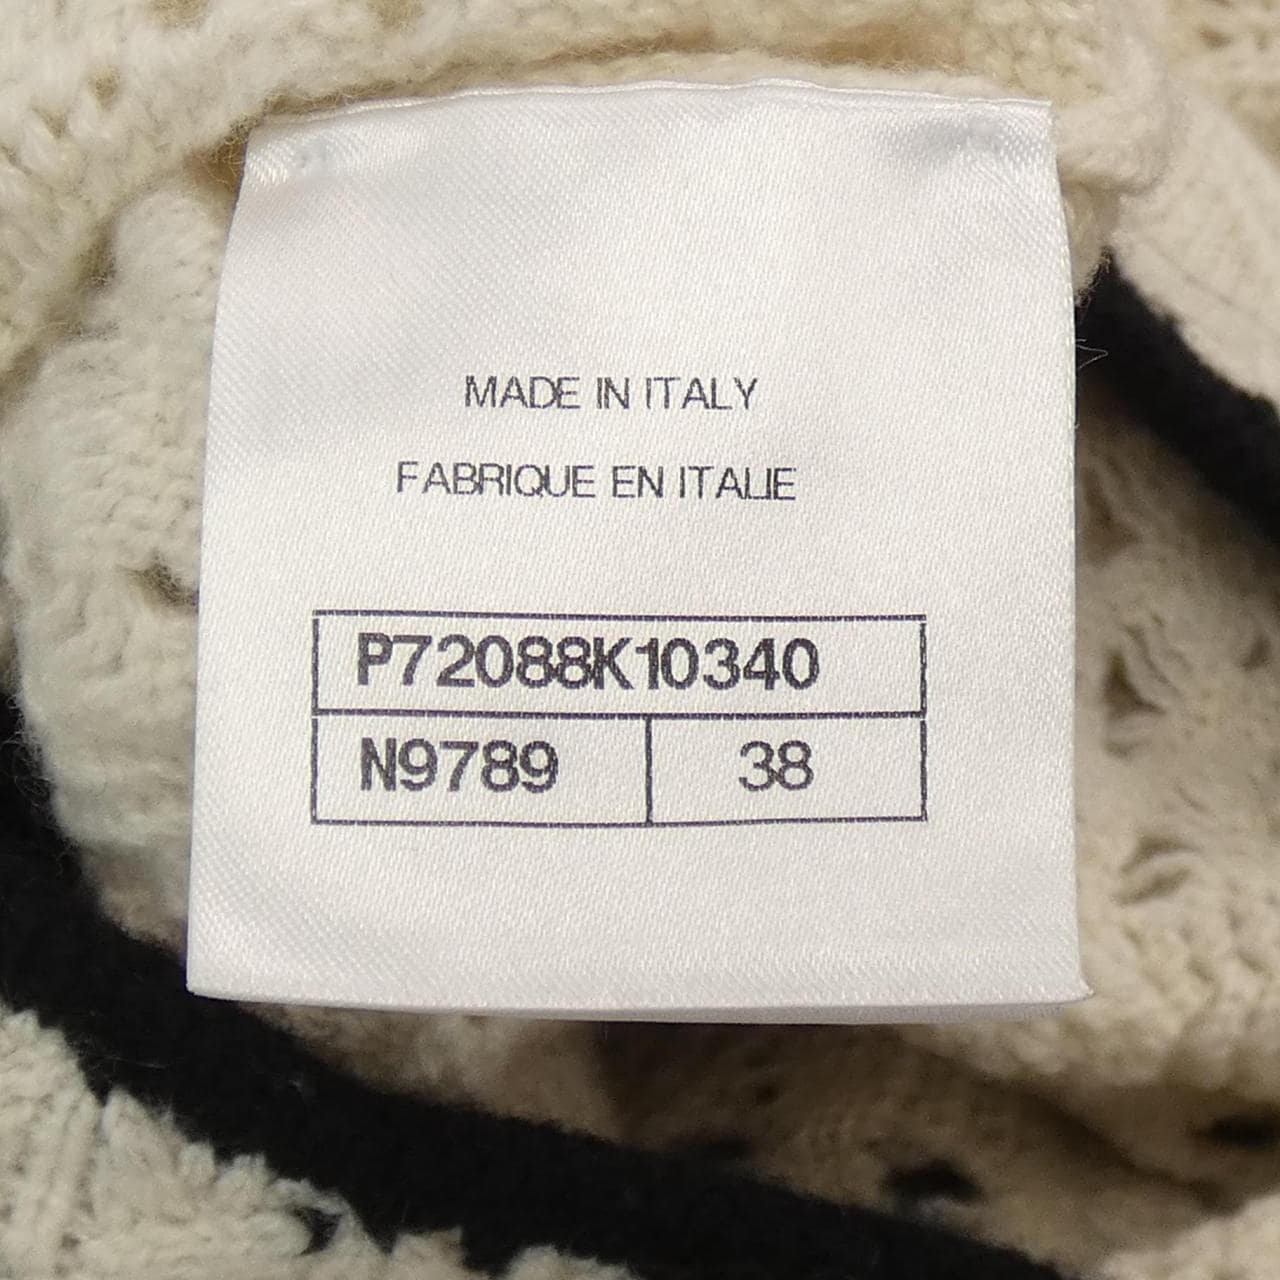 MADE IN ITALY
FABRIQUE EN ITALIE
P72088K10340
N9789 38